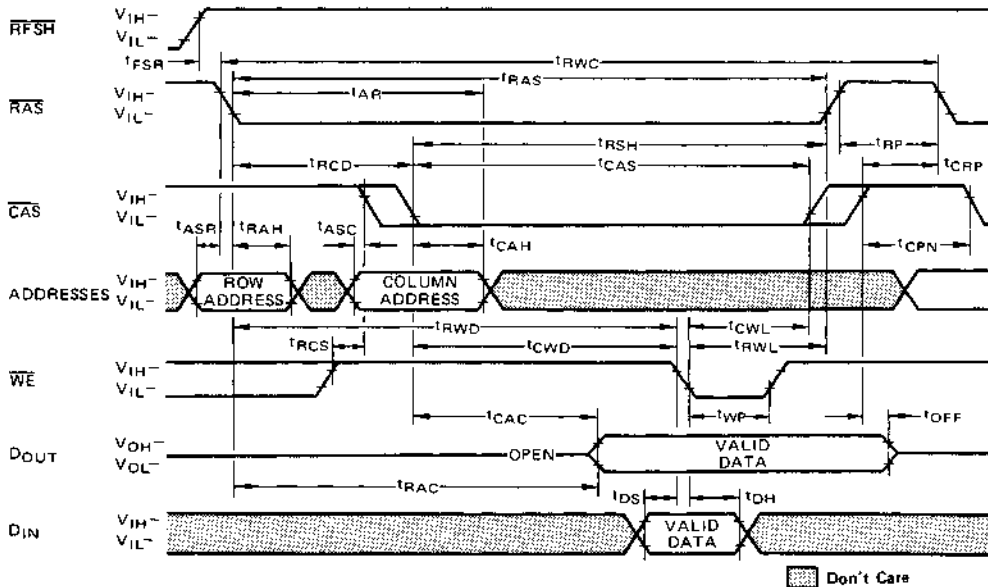 RFSH
VIH–
VIL–
tFSR
tRWC
tRAS
tAR
RAS
VIH–
VIL–
tRSH
tRP
tRCD
tCAS
tCRP
CAS
VIH–
VIL–
tASR
tRAH
tASC
tCAH
tCPN
ADDRESSES
VIH–
VIL–
ROW
ADDRESS
COLUMN
ADDRESS
tRWD
tCWL
tRCS
tCWD
tRWL
WE
VIH–
VIL–
tCAC
tWP
tOFF
DOUT
VOH–
VOL–
OPEN
VALID
DATA
tRAC
tDS
tDH
DIN
VIH–
VIL–
VALID
DATA
Don't Care